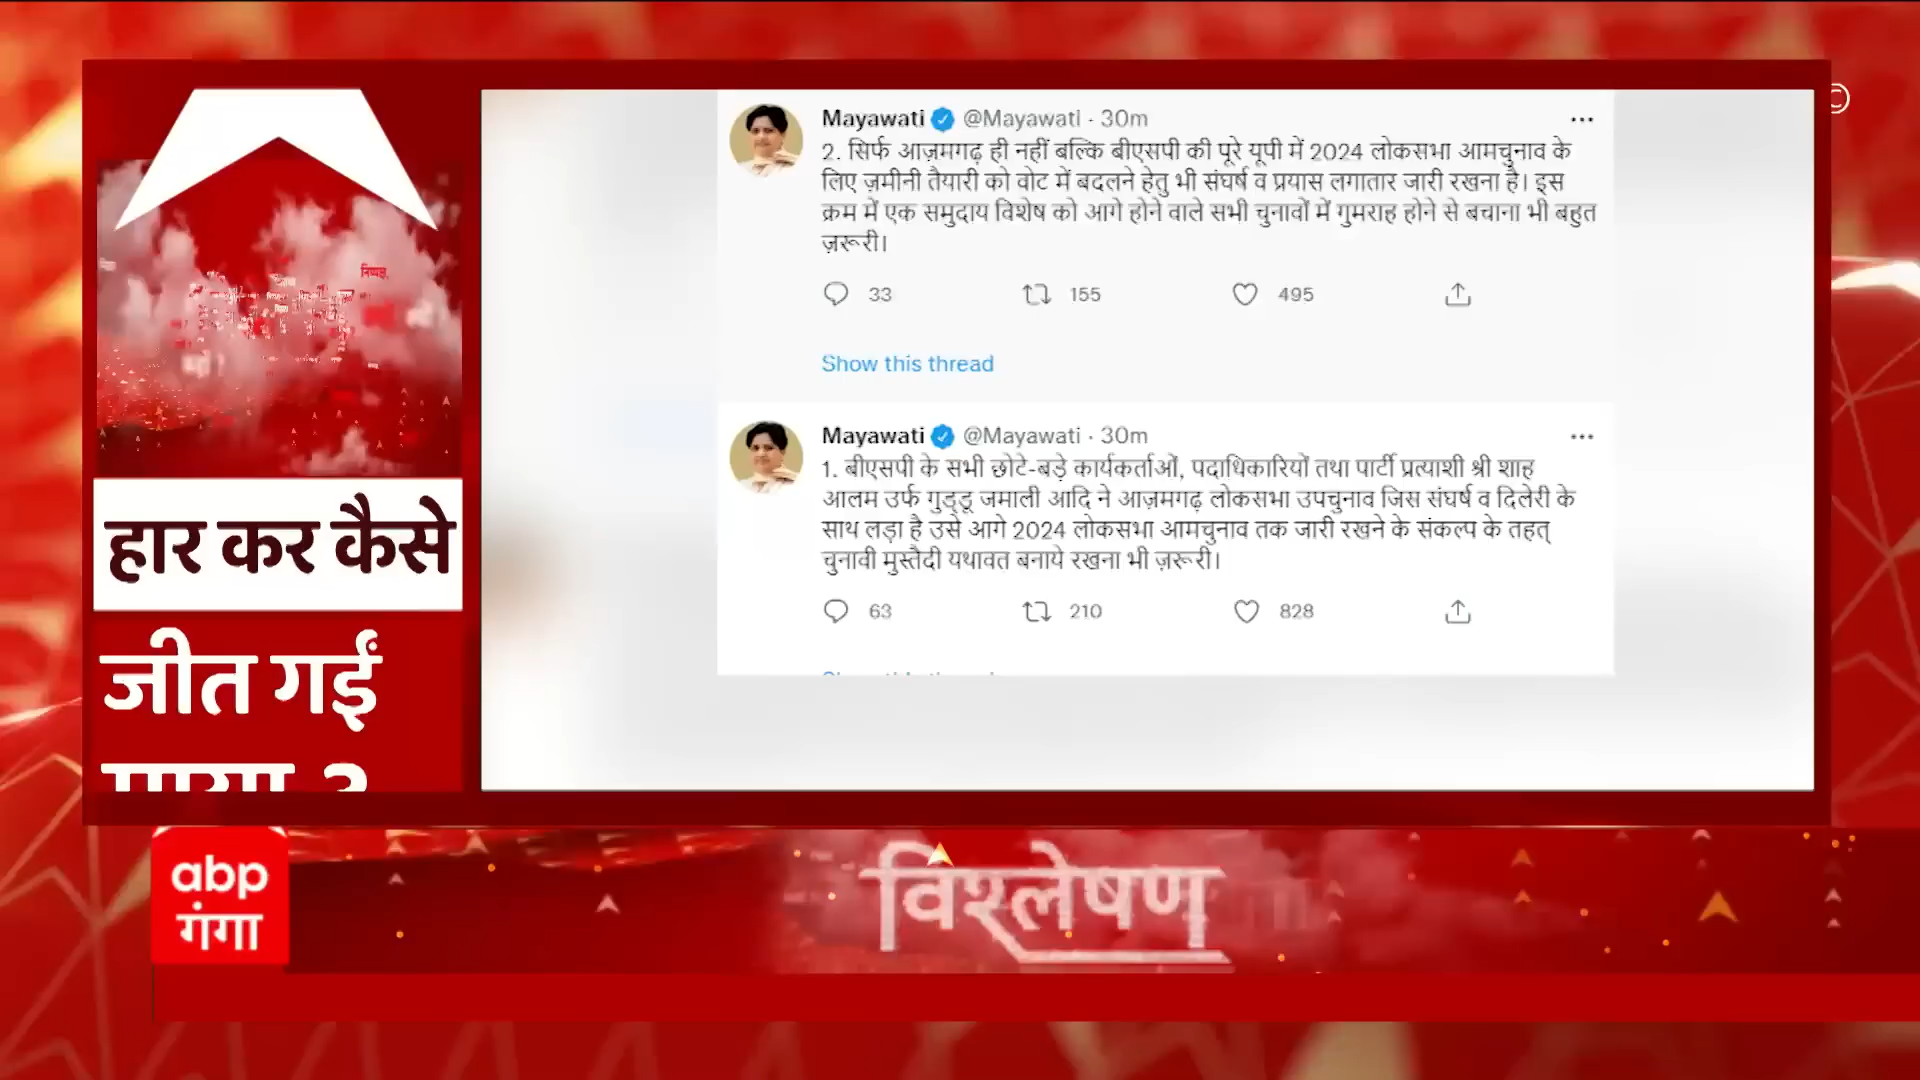 ©
निष्पक्ष
हार कर कैसे
जीत गईं
Mayawati @Mayawati · 30m
2. सिर्फ आज़मगढ़ ही नहीं बल्कि बीएसपी की पूरे यूपी में 2024 लोकसभा आमचुनाव के
लिए ज़मीनी तैयारी को वोट में बदलने हेतु भी संघर्ष व प्रयास लगातार जारी रखना है। इस
क्रम में एक समुदाय विशेष को आगे होने वाले सभी चुनावों में गुमराह होने से बचाना भी बहुत
ज़रूरी।
33 155 495
Show this thread
Mayawati @Mayawati · 30m
1. बीएसपी के सभी छोटे-बड़े कार्यकर्ताओं, पदाधिकारियों तथा पार्टी प्रत्याशी श्री शाह
आलम उर्फ गुड्डू जमाली आदि ने आज़मगढ़ लोकसभा उपचुनाव जिस संघर्ष व दिलेरी के
साथ लड़ा है उसे आगे 2024 लोकसभा आमचुनाव तक जारी रखने के संकल्प के तहत्
चुनावी मुस्तैदी यथावत बनाये रखना भी ज़रूरी।
63 210 828
abp
गंगा
विश्लेषण